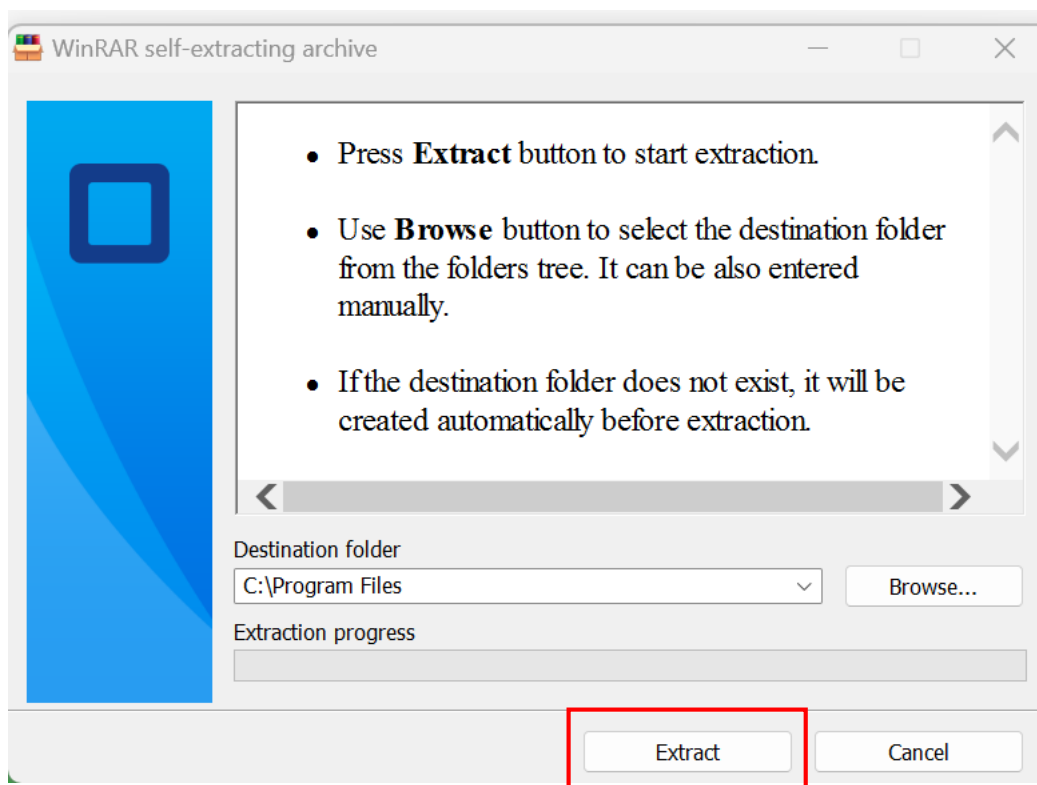 WinRAR self-extracting archive
Press Extract button to start extraction.
Use Browse button to select the destination folder
from the folders tree. It can be also entered
manually.
If the destination folder does not exist, it will be
created automatically before extraction.
Destination folder
C:\Program Files
Browse...
Extraction progress
Extract
Cancel